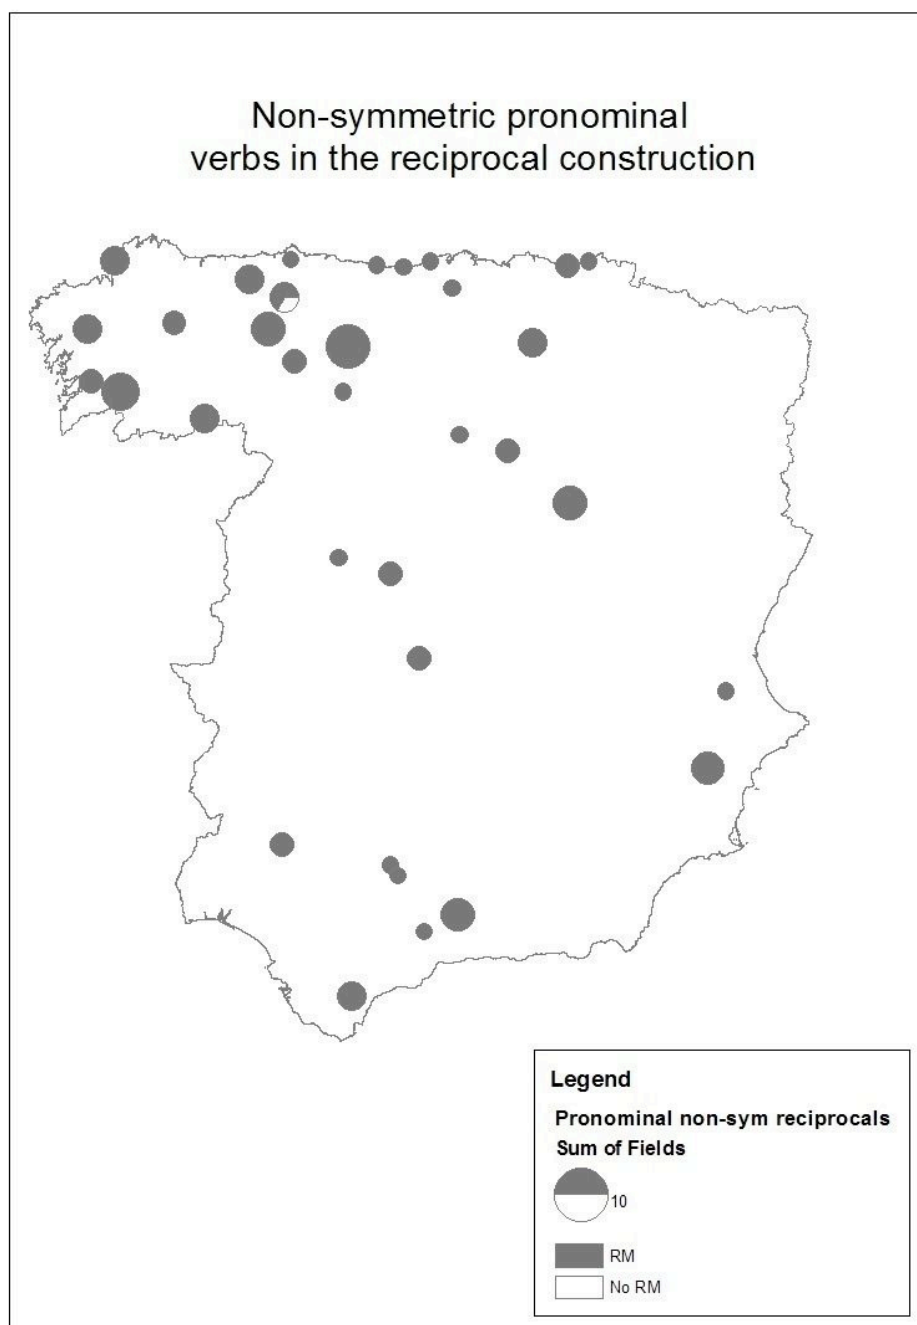 Non-symmetric pronominal
verbs in the reciprocal construction
Legend
Pronominal non-sym reciprocals
Sum of Fields
10
RM
No RM